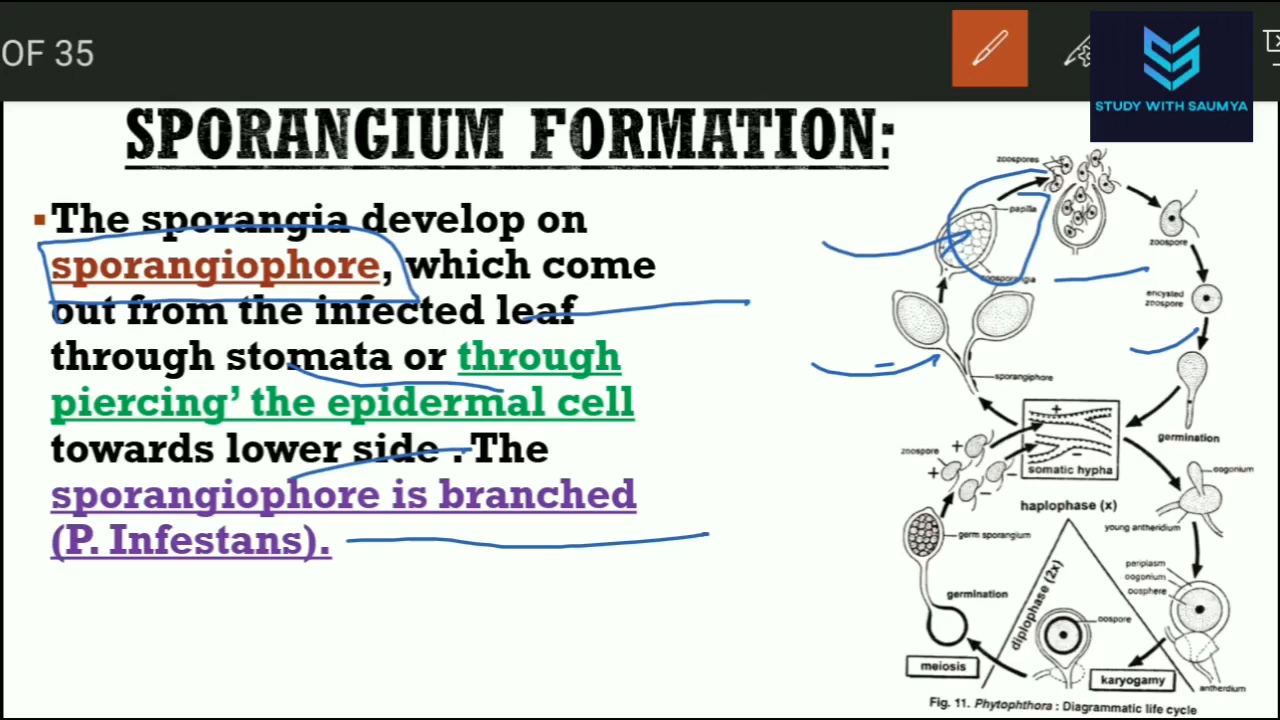 OF 35
STUDY WITH SAUMYA
SPORANGIUM FORMATION:
▪The sporangia develop on
sporangiophore, which come
out from the infected leaf
through stomata or through
piercing’ the epidermal cell
towards lower side .The
sporangiophore is branched
(P. Infestans).
zoospores
papilla
zoosporangia
zoospore
encysted
zoospore
sporangiphore
germination
+
−
somatic hypha
zoospore
+
+
−
−
oogonium
haplophase (x)
young antheridium
germ sporangium
periplasm
oogonium
oosphere
diplophase (2x)
germination
oospore
meiosis
karyogamy
antherdium
Fig. 11. Phytophthora : Diagrammatic life cycle